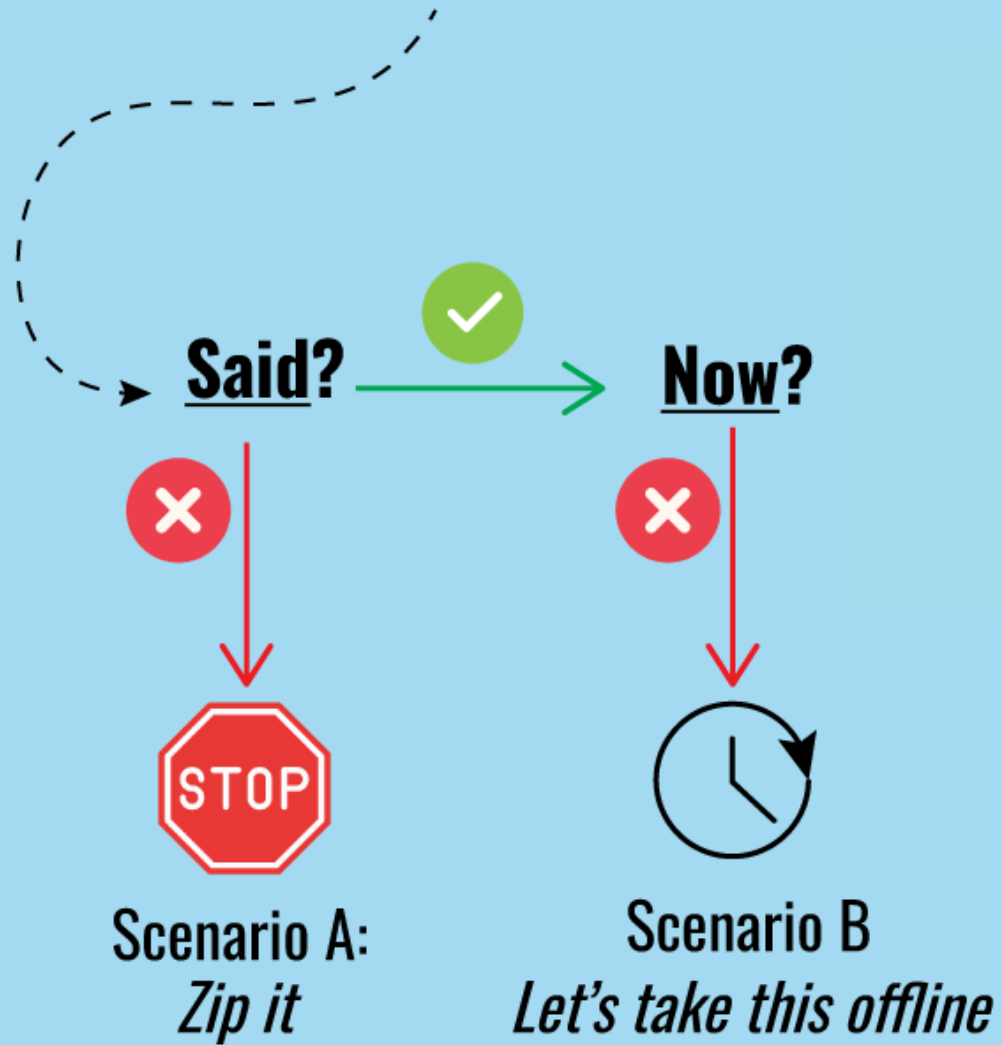 Said?
Now?
STOP
Scenario A:
Zip it
Scenario B
Let's take this offline